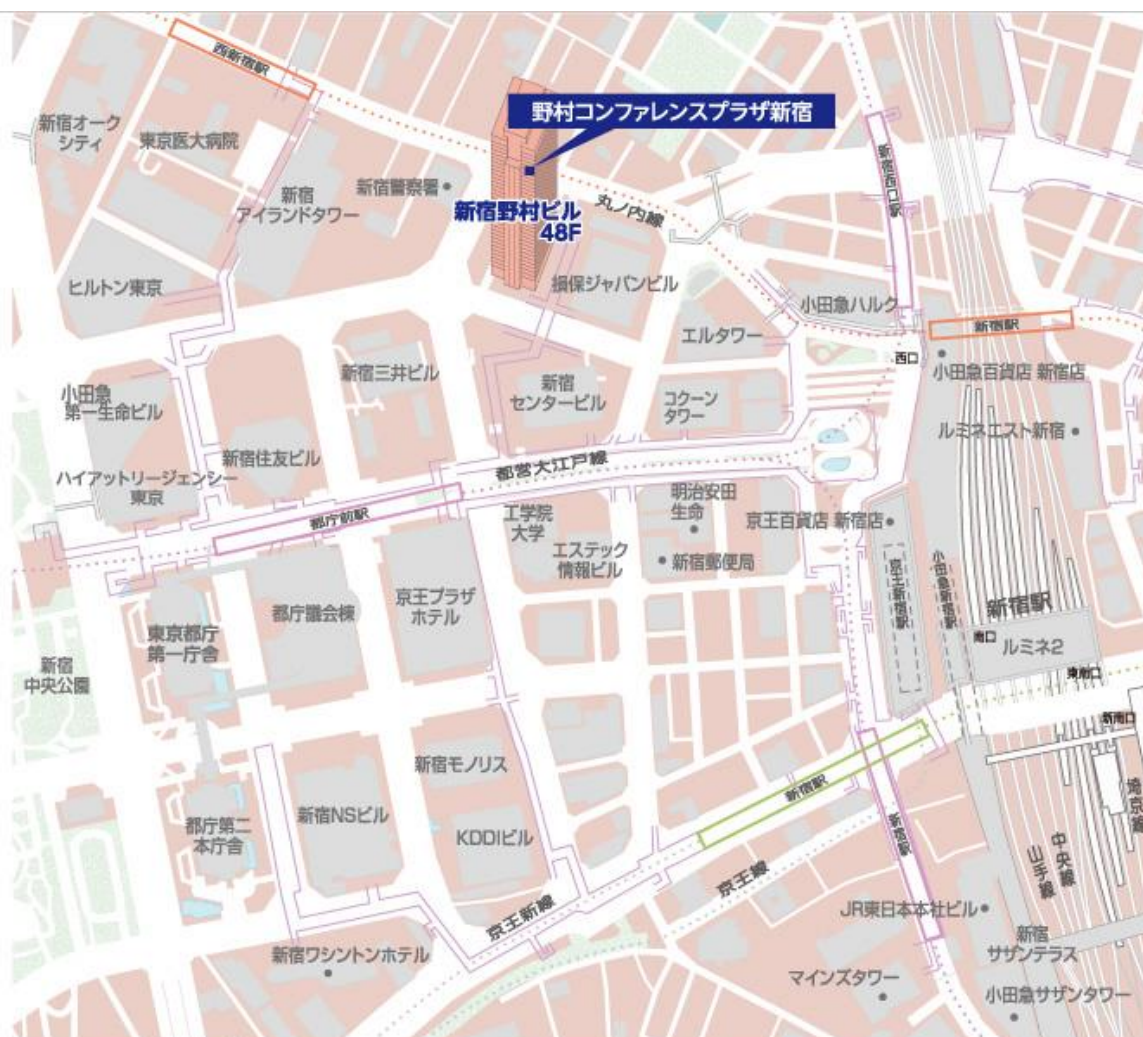 西新宿駅
野村コンファレンスプラザ新宿
新宿オーク
シティ
東京医大病院
新宿警察署
新宿
アイランドタワー
新宿野村ビル
48F
丸ノ内線
新宿西口駅
ヒルトン東京
損保ジャパンビル
小田急ハルク
エルタワー
新宿駅
西口
小田急百貨店 新宿店
新宿三井ビル
小田急
第一生命ビル
新宿
センタービル
コクーン
タワー
ルミネエスト新宿
新宿住友ビル
ハイアットリージェンシー
東京
都営大江戸線
都庁前駅
工学院
大学
明治安田
生命
京王百貨店 新宿店
エステック
情報ビル
新宿郵便局
京王新宿駅
小田急新宿駅
新宿駅
南口
ルミネ2
東南口
新南口
都庁議会棟
京王プラザ
ホテル
東京都庁
第一庁舎
新宿
中央公園
新宿モノリス
新宿NSビル
KDDIビル
都庁第二
本庁舎
新宿駅
新宿駅
埼京線
中央線
山手線
京王線
京王新線
JR東日本本社ビル
新宿
サザンテラス
新宿ワシントンホテル
マインズタワー
小田急サザンタワー